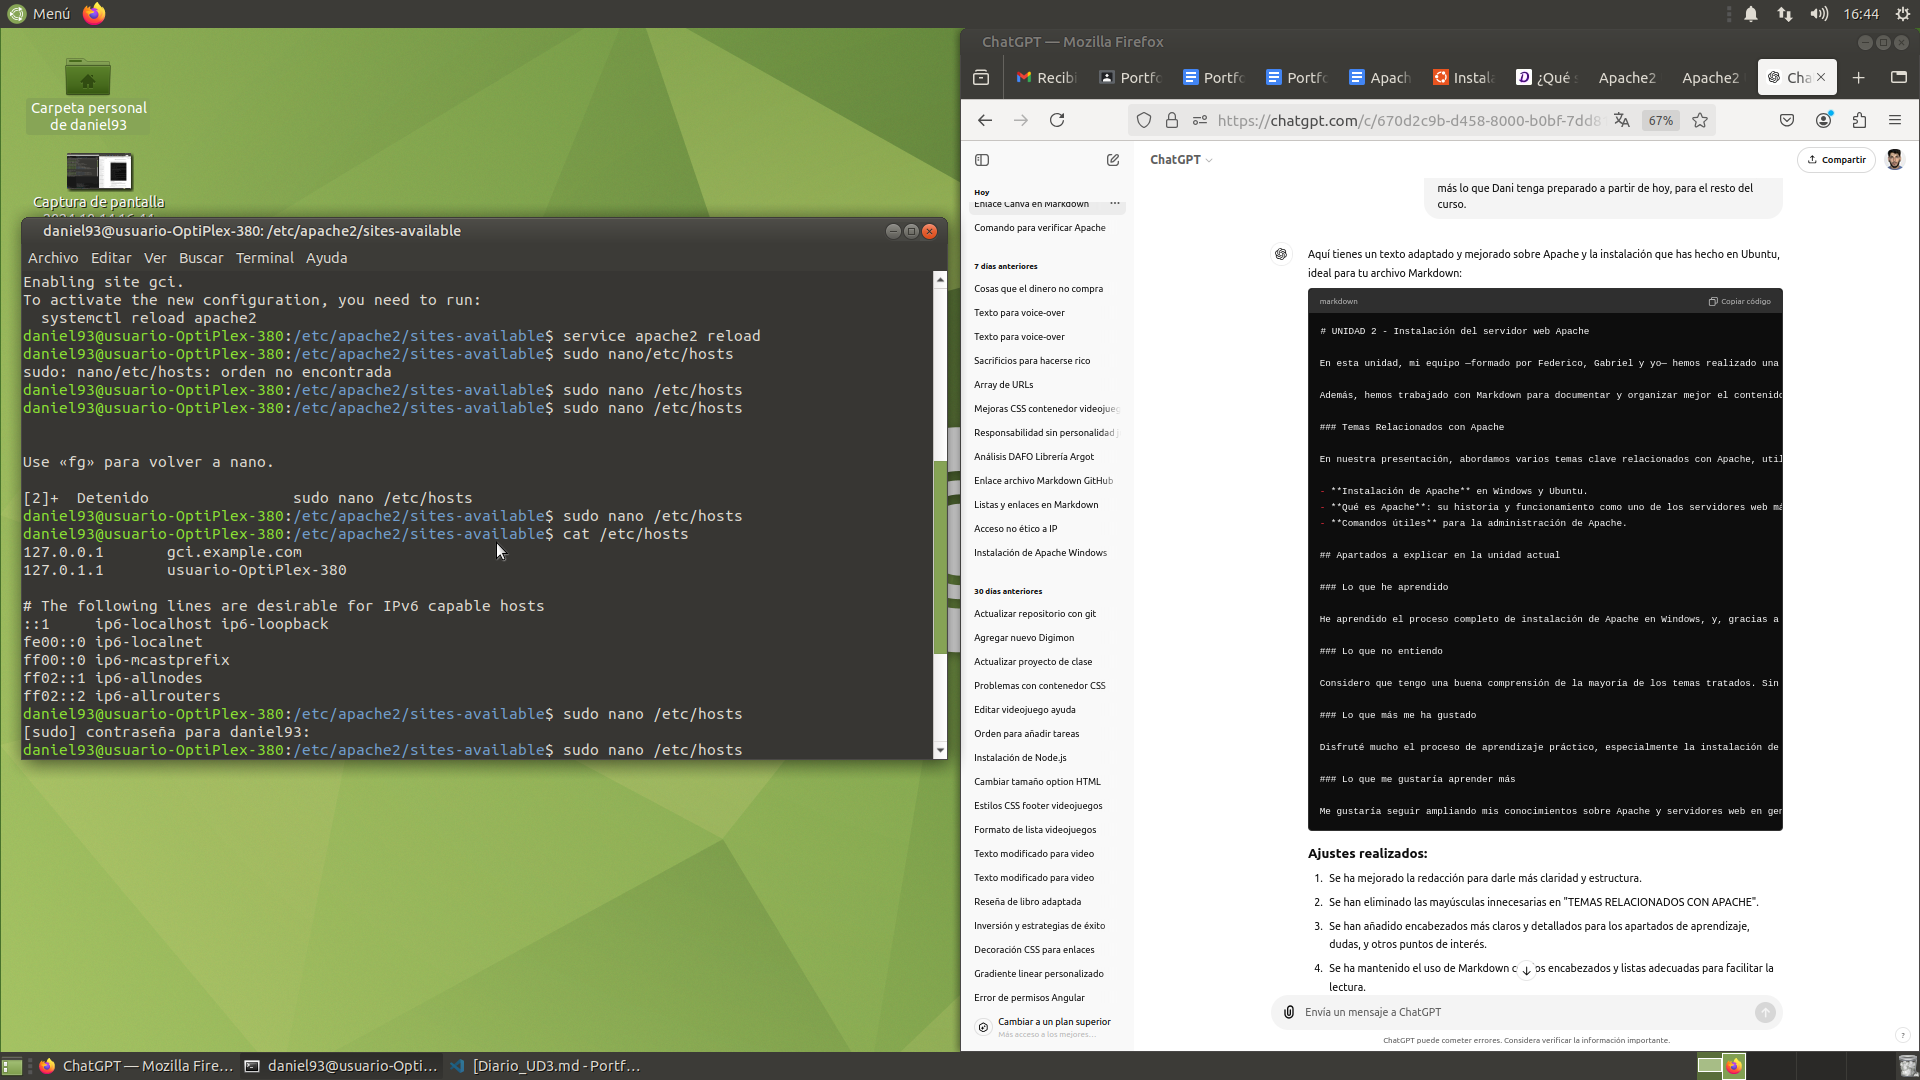 Menú
16:44
Carpeta personal
de daniel93
Captura de pantalla
daniel93@usuario-OptiPlex-380: /etc/apache2/sites-available
Archivo Editar Ver Buscar Terminal Ayuda
Enabling site gci.
To activate the new configuration, you need to run:
  systemctl reload apache2
daniel93@usuario-OptiPlex-380:/etc/apache2/sites-available$ service apache2 reload
daniel93@usuario-OptiPlex-380:/etc/apache2/sites-available$ sudo nano/etc/hosts
sudo: nano/etc/hosts: orden no encontrada
daniel93@usuario-OptiPlex-380:/etc/apache2/sites-available$ sudo nano /etc/hosts
daniel93@usuario-OptiPlex-380:/etc/apache2/sites-available$ sudo nano /etc/hosts
Use «fg» para volver a nano.
[2]+  Detenido                sudo nano /etc/hosts
daniel93@usuario-OptiPlex-380:/etc/apache2/sites-available$ sudo nano /etc/hosts
daniel93@usuario-OptiPlex-380:/etc/apache2/sites-available$ cat /etc/hosts
127.0.0.1       gci.example.com
127.0.1.1       usuario-OptiPlex-380
# The following lines are desirable for IPv6 capable hosts
::1     ip6-localhost ip6-loopback
fe00::0 ip6-localnet
ff00::0 ip6-mcastprefix
ff02::1 ip6-allnodes
ff02::2 ip6-allrouters
daniel93@usuario-OptiPlex-380:/etc/apache2/sites-available$ sudo nano /etc/hosts
[sudo] contraseña para daniel93:
daniel93@usuario-OptiPlex-380:/etc/apache2/sites-available$ sudo nano /etc/hosts
ChatGPT — Mozilla Firefox
Recibi Portfo Portfo Portfo Apach Instala ¿Qué Apache2 Apache2 Cha
https://chatgpt.com/c/670d2c9b-d458-8000-b0bf-7dd8
67%
ChatGPT
Compartir
Hoy
Enlace Canva en Markdown
Comando para verificar Apache
7 días anteriores
Cosas que el dinero no compra
Texto para voice-over
Texto para voice-over
Sacrificios para hacerse rico
Array de URLs
Mejoras CSS contenedor videojueg
Responsabilidad sin personalidad j
Análisis DAFO Librería Argot
Enlace archivo Markdown GitHub
Listas y enlaces en Markdown
Acceso no ético a IP
Instalación de Apache Windows
30 días anteriores
Actualizar repositorio con git
Agregar nuevo Digimon
Actualizar proyecto de clase
Problemas con contenedor CSS
Editar videojuego ayuda
Orden para añadir tareas
Instalación de Node.js
Cambiar tamaño option HTML
Estilos CSS footer videojuegos
Formato de lista videojuegos
Texto modificado para video
Texto modificado para video
Reseña de libro adaptada
Inversión y estrategias de éxito
Decoración CSS para enlaces
Gradiente linear personalizado
Error de permisos Angular
Cambiar a un plan superior
Más acceso a los mejores...
más lo que Dani tenga preparado a partir de hoy, para el resto del
curso.
Aquí tienes un texto adaptado y mejorado sobre Apache y la instalación que has hecho en Ubuntu,
ideal para tu archivo Markdown:
markdown
Copiar código
# UNIDAD 2 - Instalación del servidor web Apache
En esta unidad, mi equipo —formado por Federico, Gabriel y yo— hemos realizado una
Además, hemos trabajado con Markdown para documentar y organizar mejor el contenido
### Temas Relacionados con Apache
En nuestra presentación, abordamos varios temas clave relacionados con Apache, util
- **Instalación de Apache** en Windows y Ubuntu.
- **Qué es Apache**: su historia y funcionamiento como uno de los servidores web má
- **Comandos útiles** para la administración de Apache.
## Apartados a explicar en la unidad actual
### Lo que he aprendido
He aprendido el proceso completo de instalación de Apache en Windows, y, gracias a
### Lo que no entiendo
Considero que tengo una buena comprensión de la mayoría de los temas tratados. Sin
### Lo que más me ha gustado
Disfruté mucho el proceso de aprendizaje práctico, especialmente la instalación de
### Lo que me gustaría aprender más
Me gustaría seguir ampliando mis conocimientos sobre Apache y servidores web en gen
Ajustes realizados:
1. Se ha mejorado la redacción para darle más claridad y estructura.
2. Se han eliminado las mayúsculas innecesarias en "TEMAS RELACIONADOS CON APACHE".
3. Se han añadido encabezados más claros y detallados para los apartados de aprendizaje,
dudas, y otros puntos de interés.
4. Se ha mantenido el uso de Markdown encabezados y listas adecuadas para facilitar la
lectura.
Envía un mensaje a ChatGPT
ChatGPT puede cometer errores. Considera verificar la información importante.
?
ChatGPT — Mozilla Fire...
daniel93@usuario-Opti...
[Diario_UD3.md - Portf...